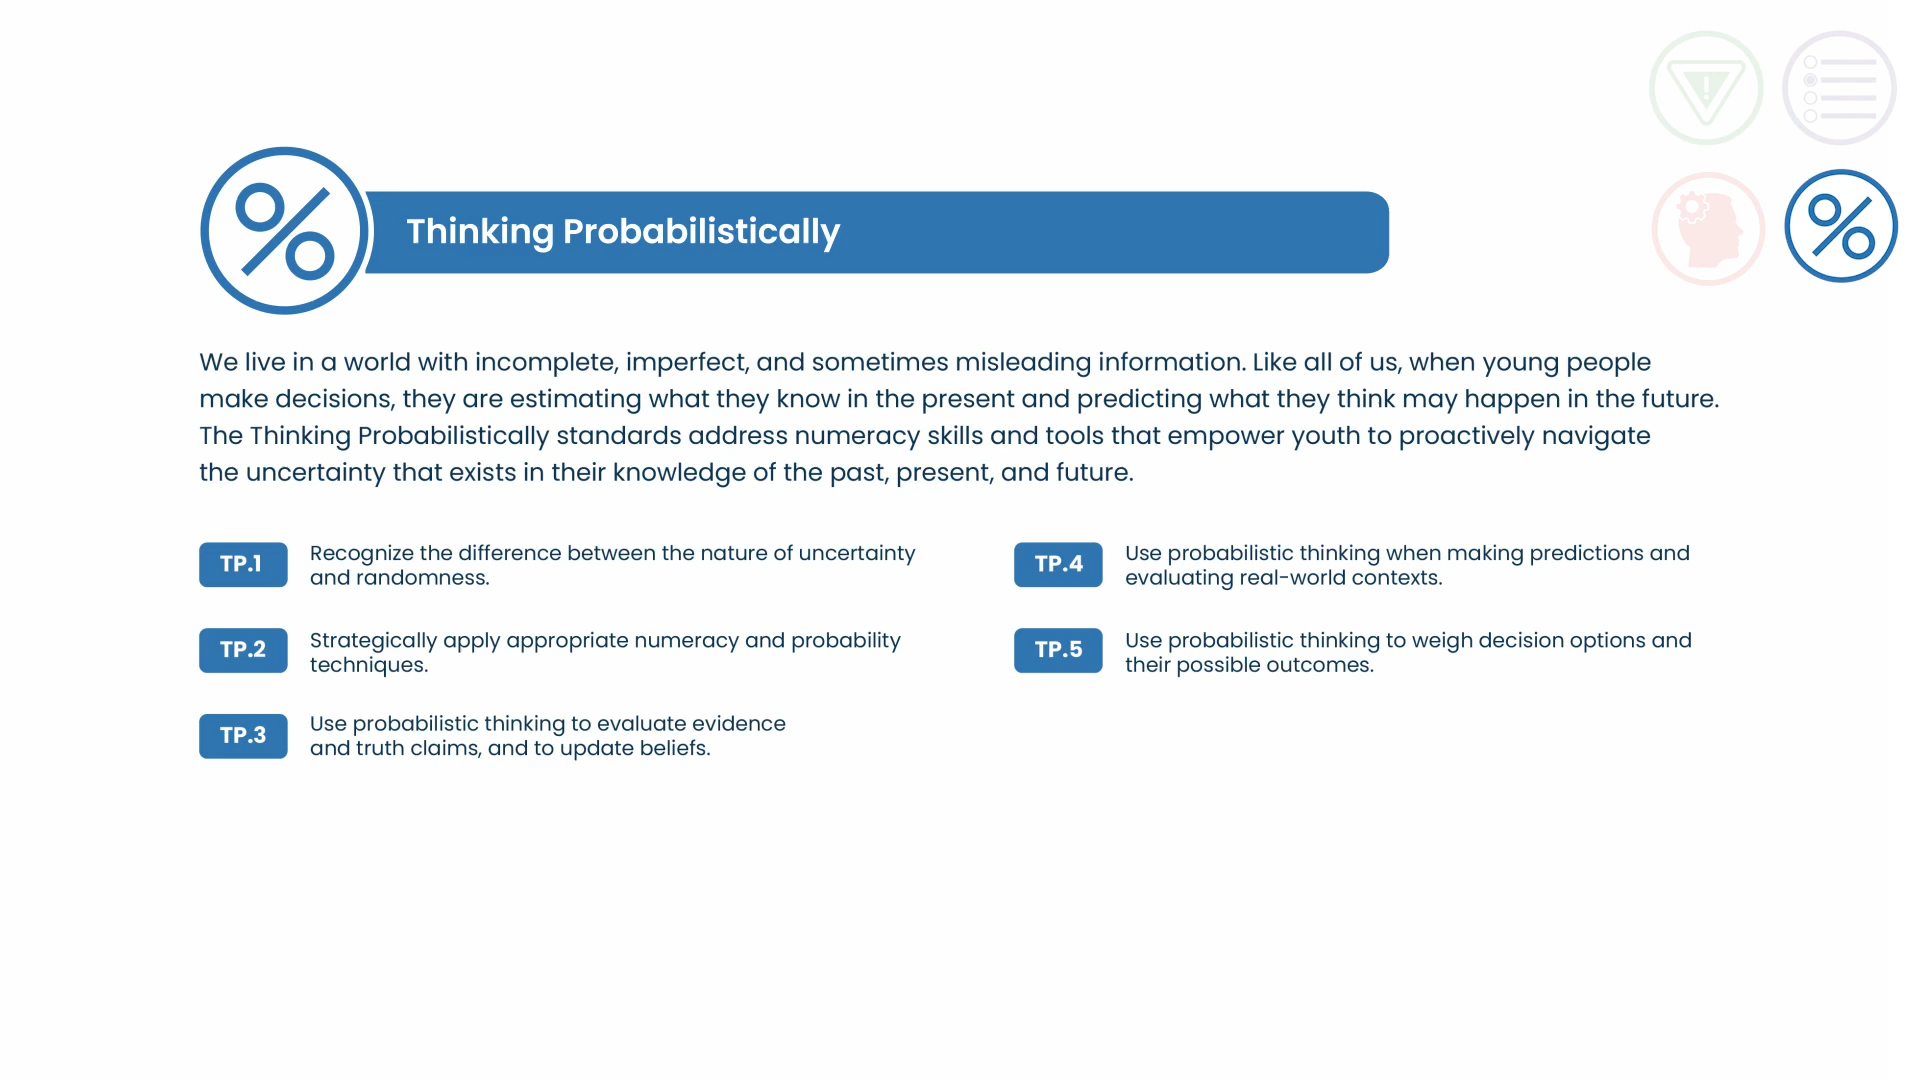 Thinking Probabilistically
We live in a world with incomplete, imperfect, and sometimes misleading information. Like all of us, when young people
make decisions, they are estimating what they know in the present and predicting what they think may happen in the future.
The Thinking Probabilistically standards address numeracy skills and tools that empower youth to proactively navigate
the uncertainty that exists in their knowledge of the past, present, and future.
TP.1
Recognize the difference between the nature of uncertainty
and randomness.
TP.2
Strategically apply appropriate numeracy and probability
techniques.
TP.3
Use probabilistic thinking to evaluate evidence
and truth claims, and to update beliefs.
TP.4
Use probabilistic thinking when making predictions and
evaluating real-world contexts.
TP.5
Use probabilistic thinking to weigh decision options and
their possible outcomes.